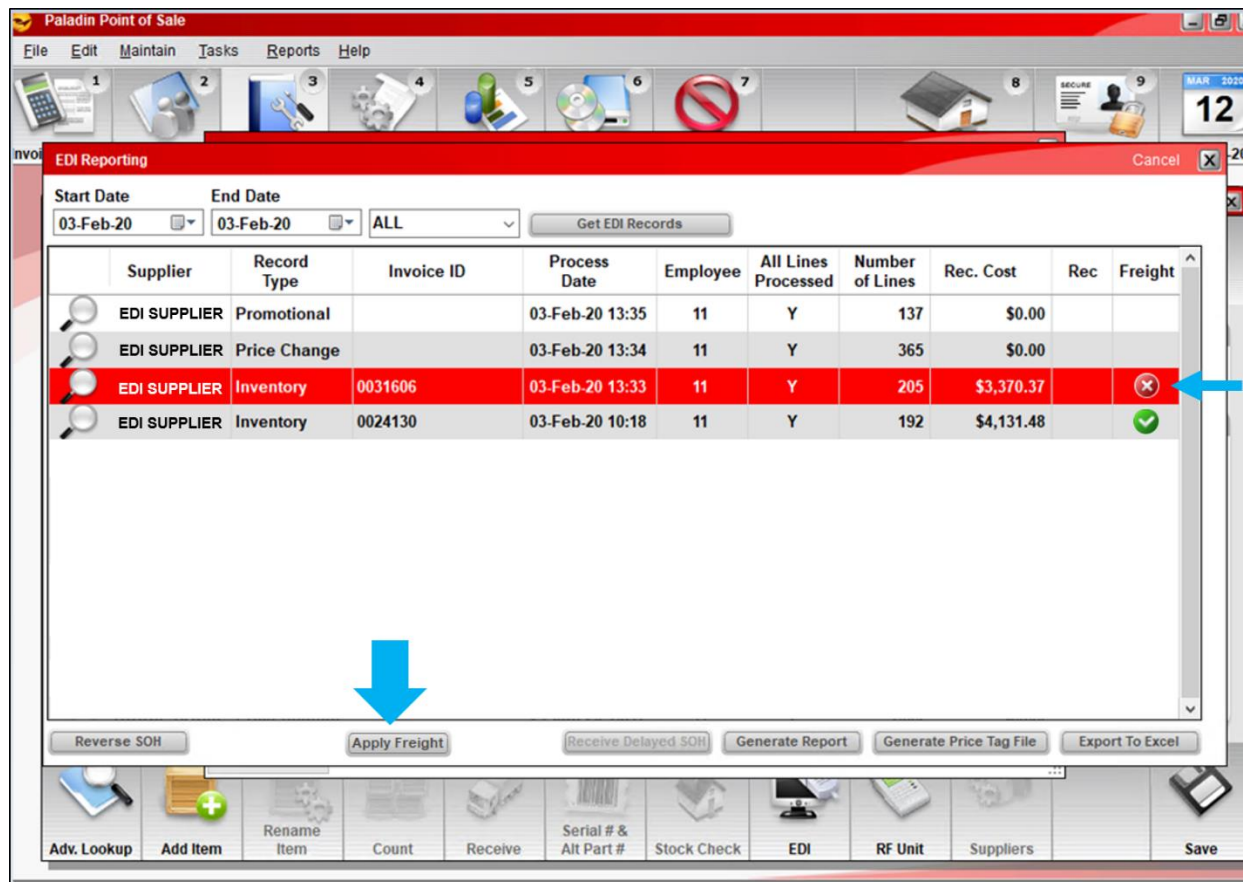 Paladin Point of Sale
File Edit Maintain Tasks Reports Help
1 2 3 4 5 6 7 8 9
SECURE
MAR 2020
12
EDI Reporting Cancel
Start Date End Date
03-Feb-20 03-Feb-20 ALL Get EDI Records
Supplier Record Type Invoice ID Process Date Employee All Lines Processed Number of Lines Rec. Cost Rec Freight
EDI SUPPLIER Promotional 03-Feb-20 13:35 11 Y 137 $0.00
EDI SUPPLIER Price Change 03-Feb-20 13:34 11 Y 365 $0.00
EDI SUPPLIER Inventory 0031606 03-Feb-20 13:33 11 Y 205 $3,370.37
EDI SUPPLIER Inventory 0024130 03-Feb-20 10:18 11 Y 192 $4,131.48
Reverse SOH Apply Freight Receive Delayed SOH Generate Report Generate Price Tag File Export To Excel
Adv. Lookup Add Item Rename Item Count Receive Serial # & Alt Part # Stock Check EDI RF Unit Suppliers Save